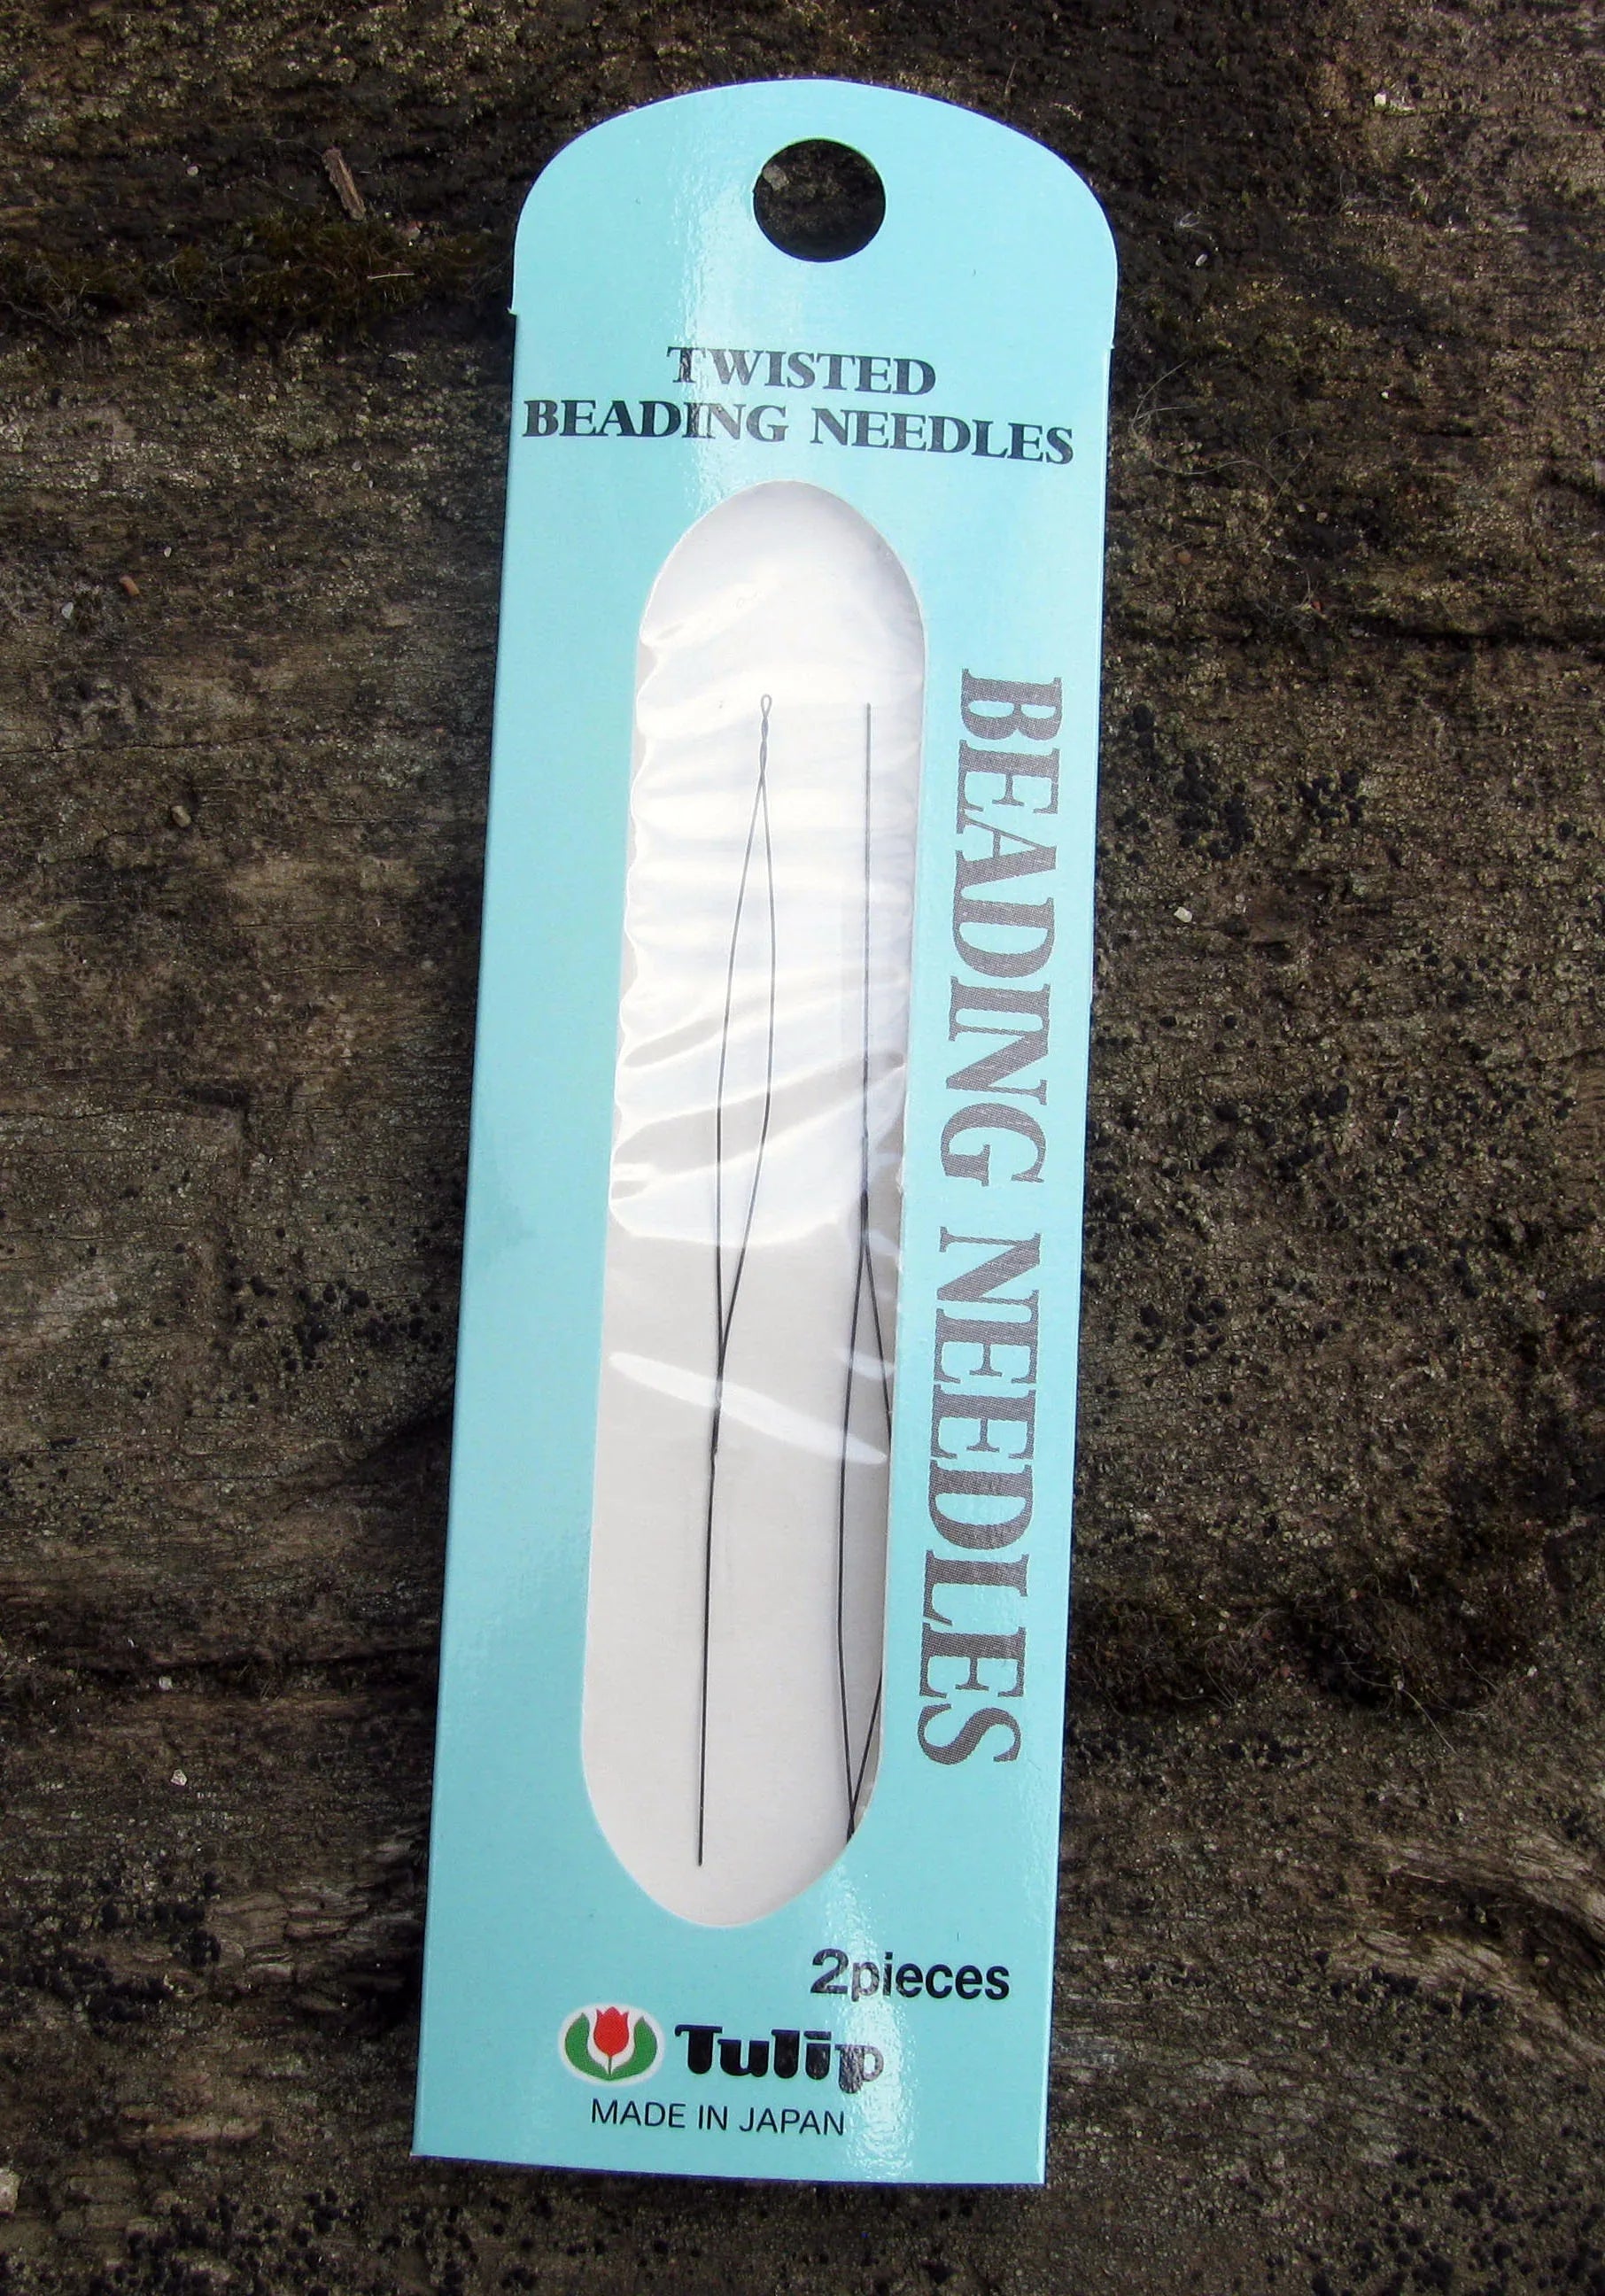 TWISTED
BEADING NEEDLES
BEADING NEEDLES
2pieces
Tulip
MADE IN JAPAN